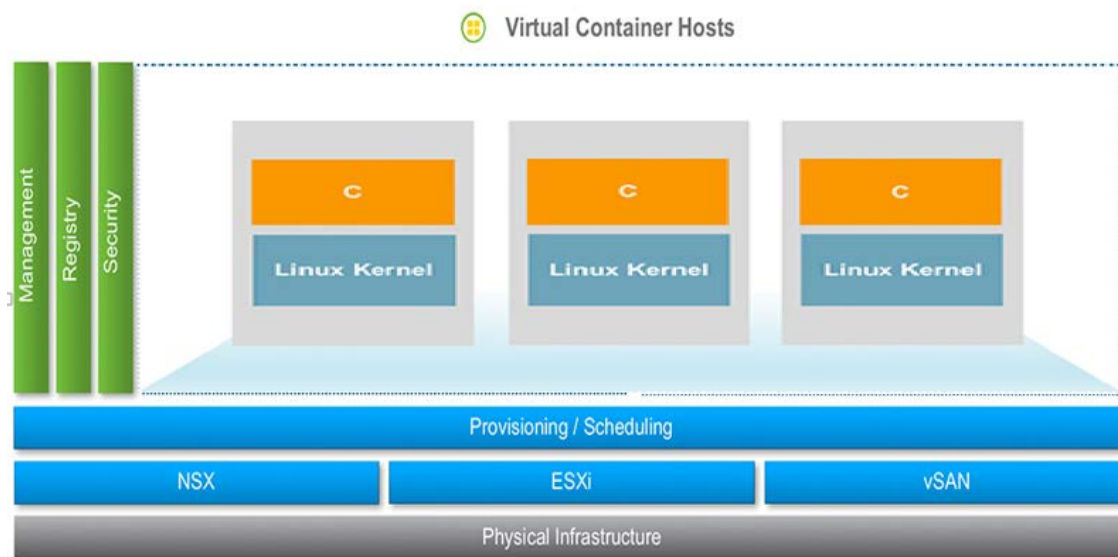 Virtual Container Hosts
Management
Registry
Security
C
C
C
Linux Kernel
Linux Kernel
Linux Kernel
Provisioning / Scheduling
NSX
ESXi
vSAN
Physical Infrastructure